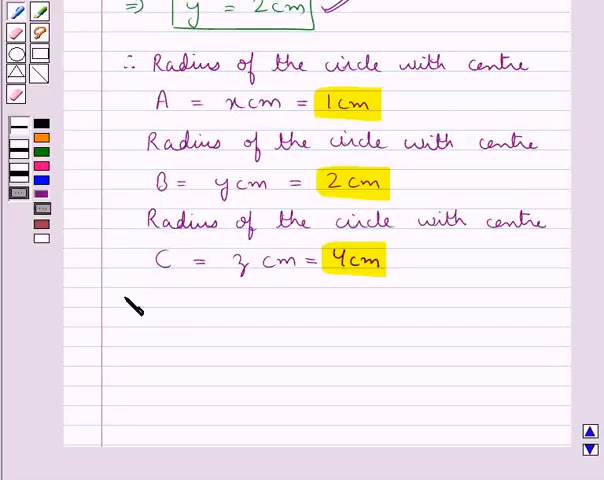 ⇒ y = 2cm
∴ Radius of the circle with centre
A = x cm = 1cm
Radius of the circle with centre
B = y cm = 2cm
Radius of the circle with centre
C = z cm = 4cm